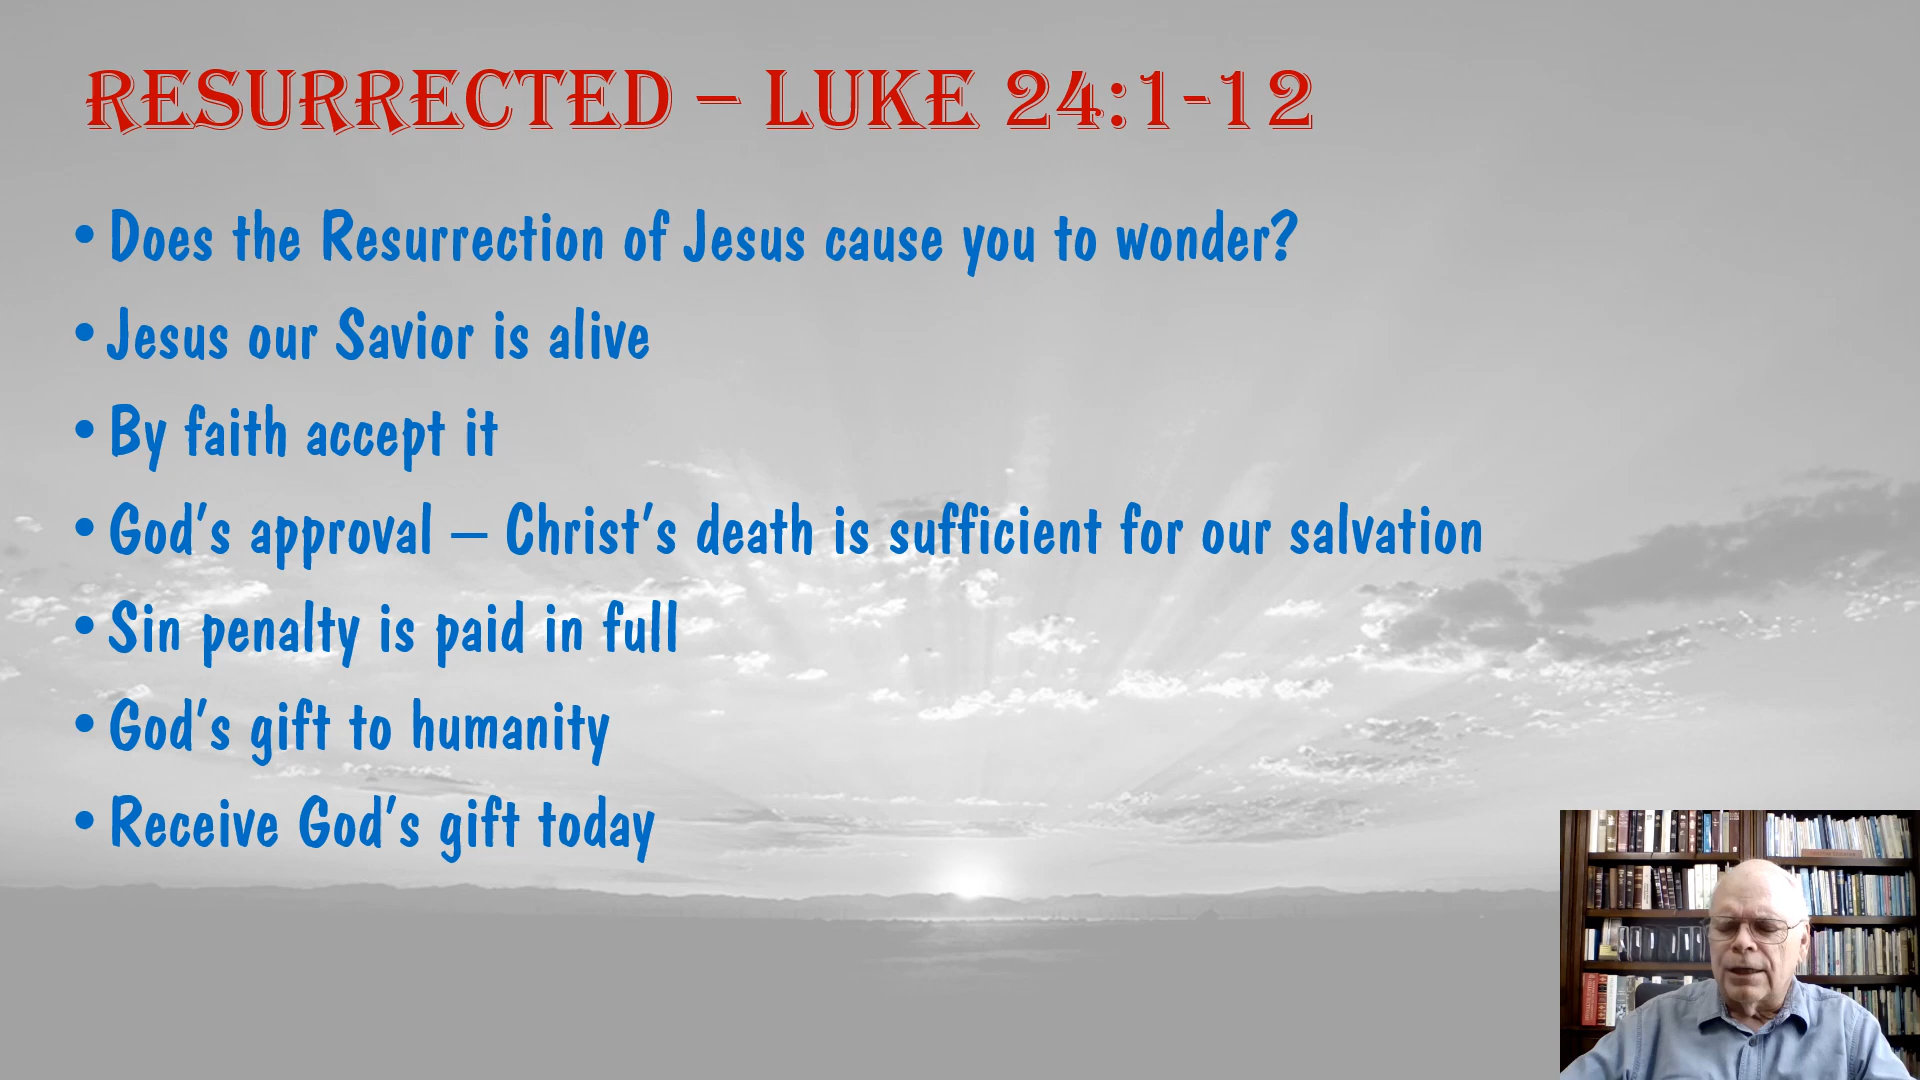 RESURRECTED – LUKE 24:1-12
• Does the Resurrection of Jesus cause you to wonder?
• Jesus our Savior is alive
• By faith accept it
• God's approval – Christ's death is sufficient for our salvation
• Sin penalty is paid in full
• God's gift to humanity
• Receive God's gift today